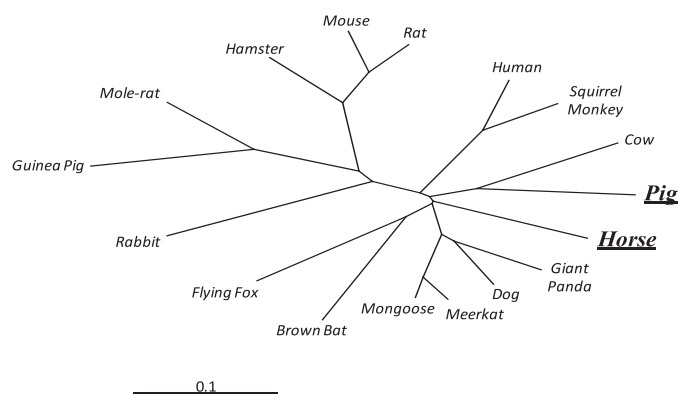 Mouse
Rat
Hamster
Human
Mole-rat
Squirrel
Monkey
Cow
Guinea Pig
Pig
Rabbit
Horse
Giant
Panda
Flying Fox
Dog
Mongoose
Meerkat
Brown Bat
0.1